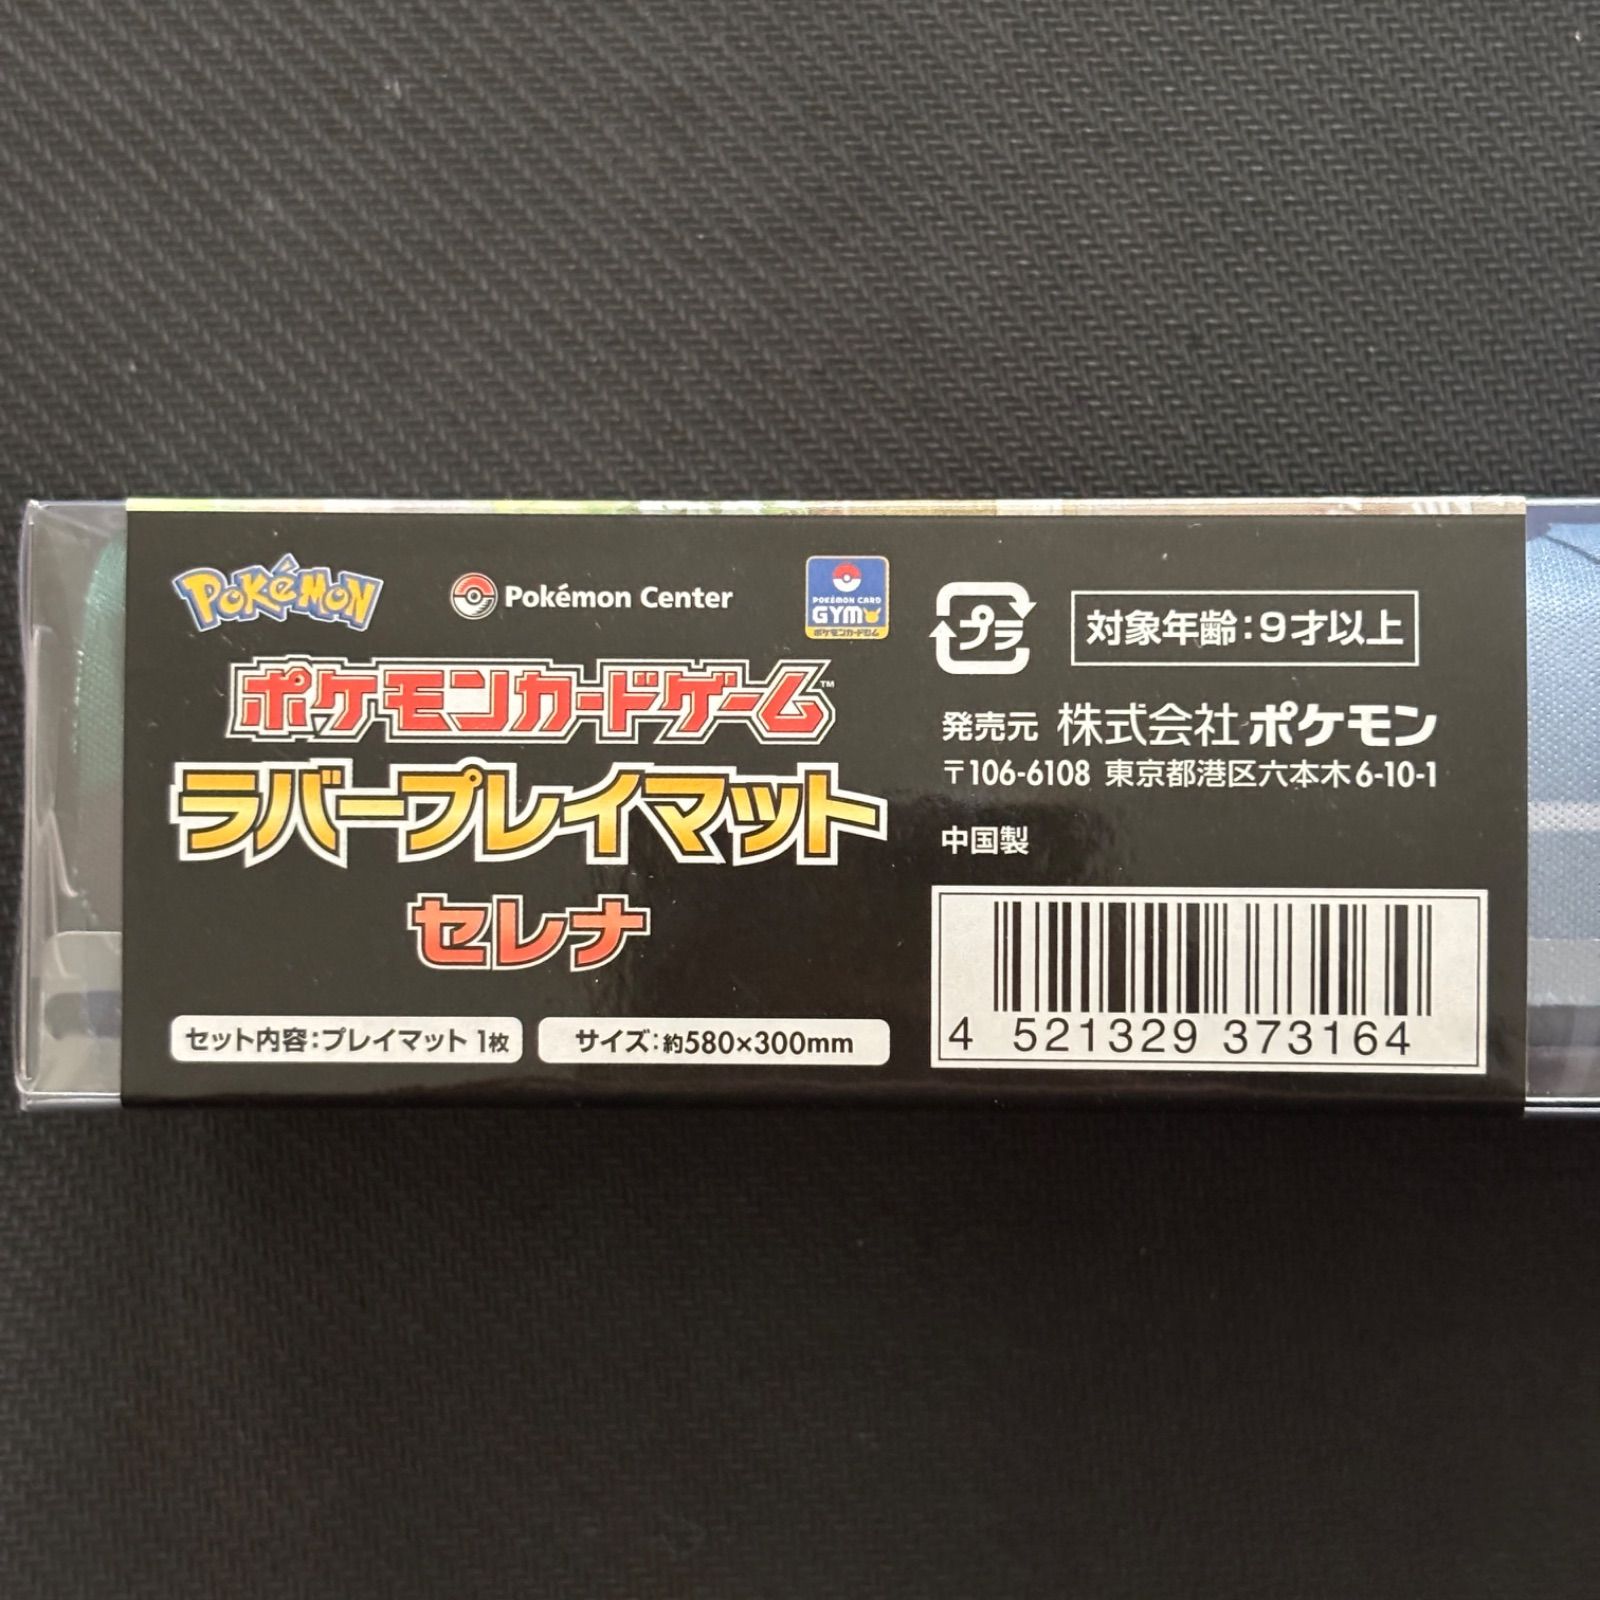 Pokémon
Pokémon Center
POKÉMON CARD
GYM
ポケモンカードジム
ポケモンカードゲーム™
ラバープレイマット
セレナ
セット内容:プレイマット 1枚
サイズ:約580×300mm
プラ
対象年齢:9才以上
発売元 株式会社ポケモン
〒106-6108 東京都港区六本木6-10-1
中国製
4 521329 373164